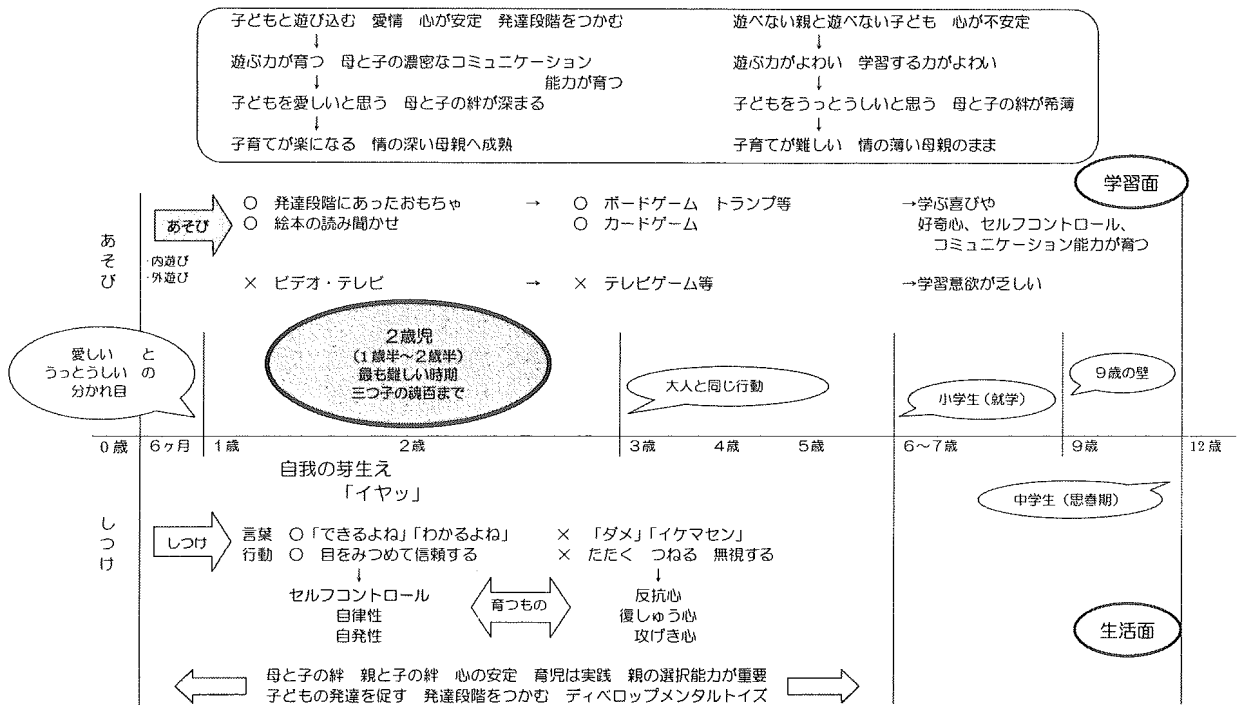 子どもと遊び込む 愛情 心が安定 発達段階をつかむ
↓
遊ぶ力が育つ 母と子の濃密なコミュニケーション
能力が育つ
↓
子どもを愛しいと思う 母と子の絆が深まる
↓
子育てが楽になる 情の深い母親へ成熟
遊べない親と遊べない子ども 心が不安定
↓
遊ぶ力がよわい 学習する力がよわい
↓
子どもをうっとうしいと思う 母と子の絆が希薄
↓
子育てが難しい 情の薄い母親のまま
学習面
あそび
あそび
・内遊び
・外遊び
○ 発達段階にあったおもちゃ → ○ ボードゲーム トランプ等 →学ぶ喜びや
○ 絵本の読み聞かせ ○ カードゲーム 好奇心、セルフコントロール、
コミュニケーション能力が育つ
× ビデオ・テレビ → × テレビゲーム等 →学習意欲が乏しい
愛しい と
うっとうしい の
分かれ目
2歳児
(1歳半~2歳半)
最も難しい時期
三つ子の魂百まで
大人と同じ行動
小学生(就学)
9歳の壁
0歳 6ヶ月 1歳 2歳 3歳 4歳 5歳 6~7歳 9歳 12歳
自我の芽生え
「イヤッ」
中学生(思春期)
しつけ
しつけ
言葉 ○「できるよね」「わかるよね」 × 「ダメ」「イケマセン」
行動 ○ 目をみつめて信頼する × たたく つねる 無視する
↓ ↓
セルフコントロール
自律性
自発性
育つもの
反抗心
復しゅう心
攻げき心
生活面
母と子の絆 親と子の絆 心の安定 育児は実践 親の選択能力が重要
子どもの発達を促す 発達段階をつかむ ディベロップメンタルトイズ